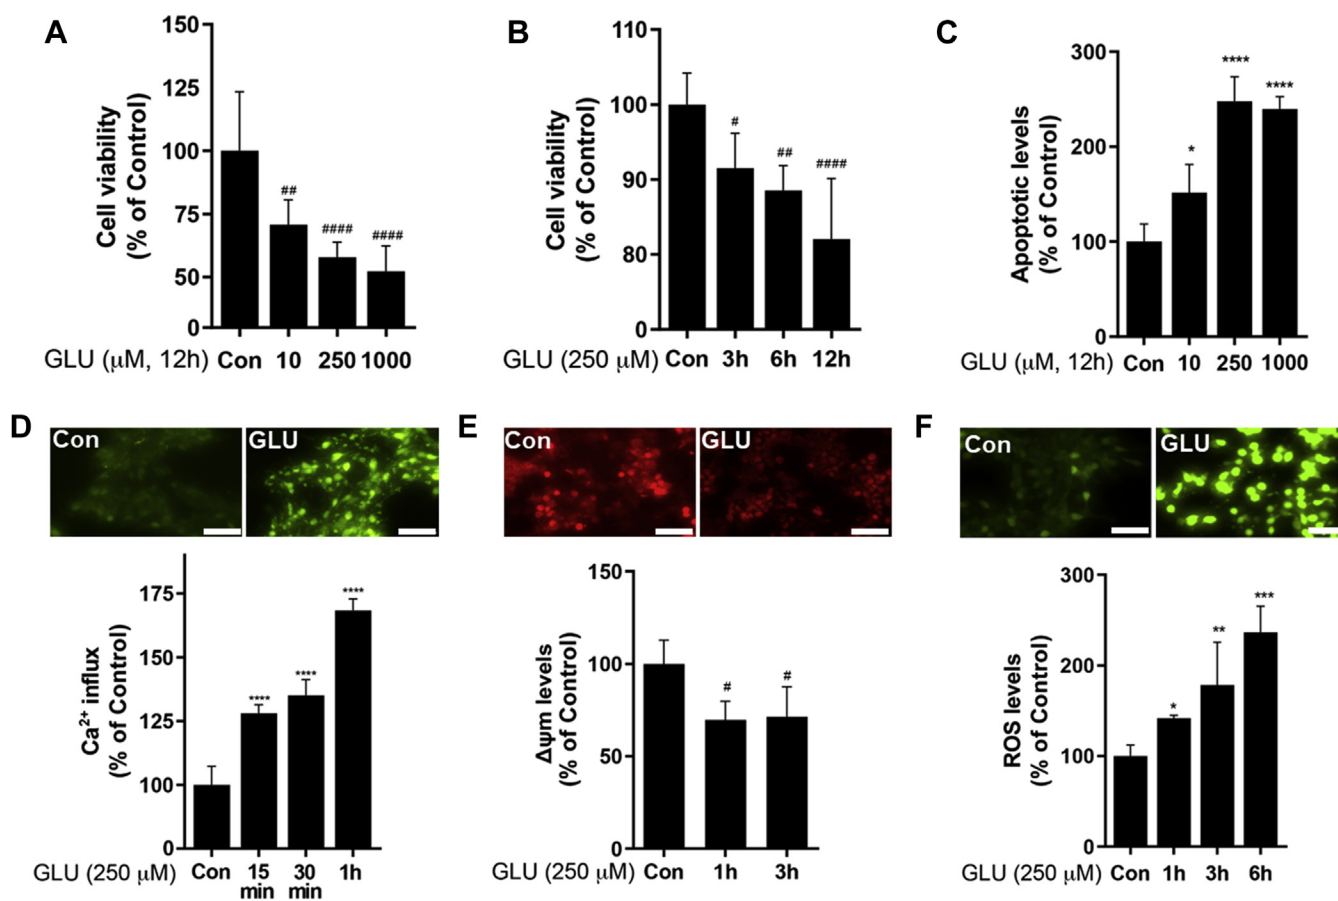 A
Cell viability
(% of Control)
150
125
100
75
50
0
##
####
####
GLU (μM, 12h) Con 10 250 1000
B
Cell viability
(% of Control)
110
100
90
80
0
#
##
####
GLU (250 μM) Con 3h 6h 12h
C
Apoptotic levels
(% of Control)
300
200
100
0
*
****
****
GLU (μM, 12h) Con 10 250 1000
D
Con
GLU
Ca²⁺ influx
(% of Control)
175
150
125
100
0
****
****
****
GLU (250 μM) Con 15 30 1h
min min
E
Con
GLU
Δψm levels
(% of Control)
150
100
50
0
#
#
GLU (250 μM) Con 1h 3h
F
Con
GLU
ROS levels
(% of Control)
300
200
100
0
*
**
***
GLU (250 μM) Con 1h 3h 6h